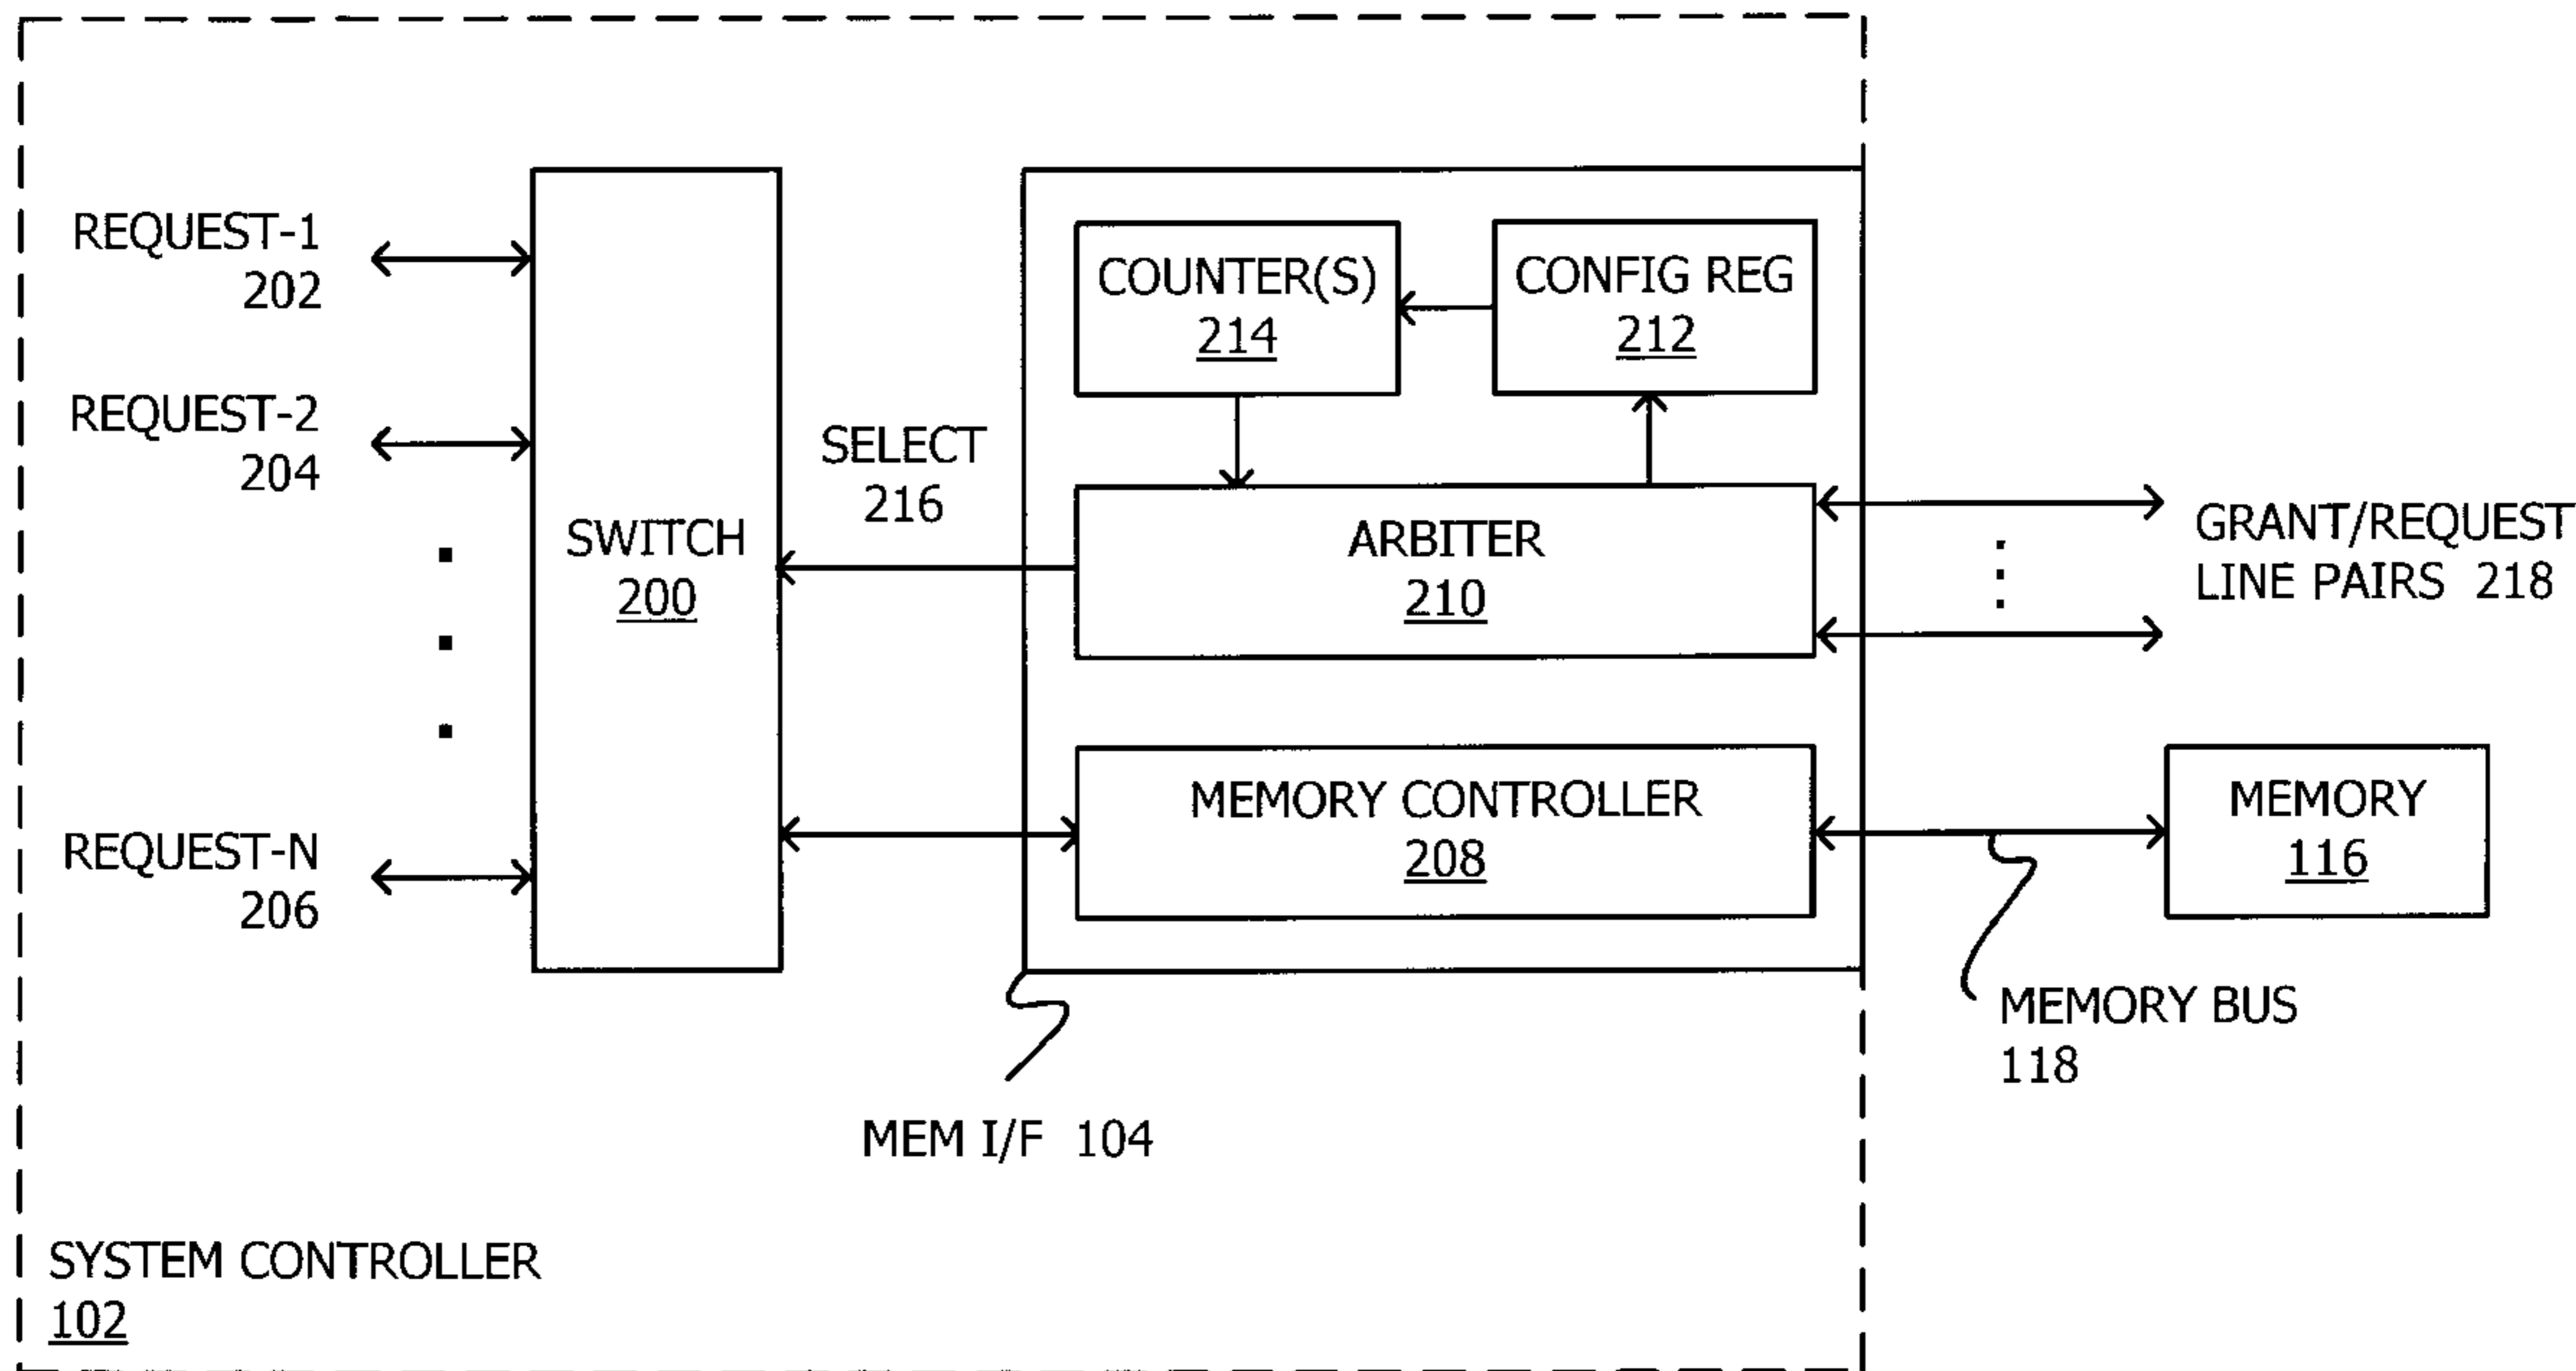 REQUEST-1
202
REQUEST-2
204
REQUEST-N
206
SWITCH
200
SELECT
216
COUNTER(S)
214
CONFIG REG
212
ARBITER
210
MEMORY CONTROLLER
208
GRANT/REQUEST
LINE PAIRS 218
MEMORY
116
MEMORY BUS
118
MEM I/F 104
SYSTEM CONTROLLER
102